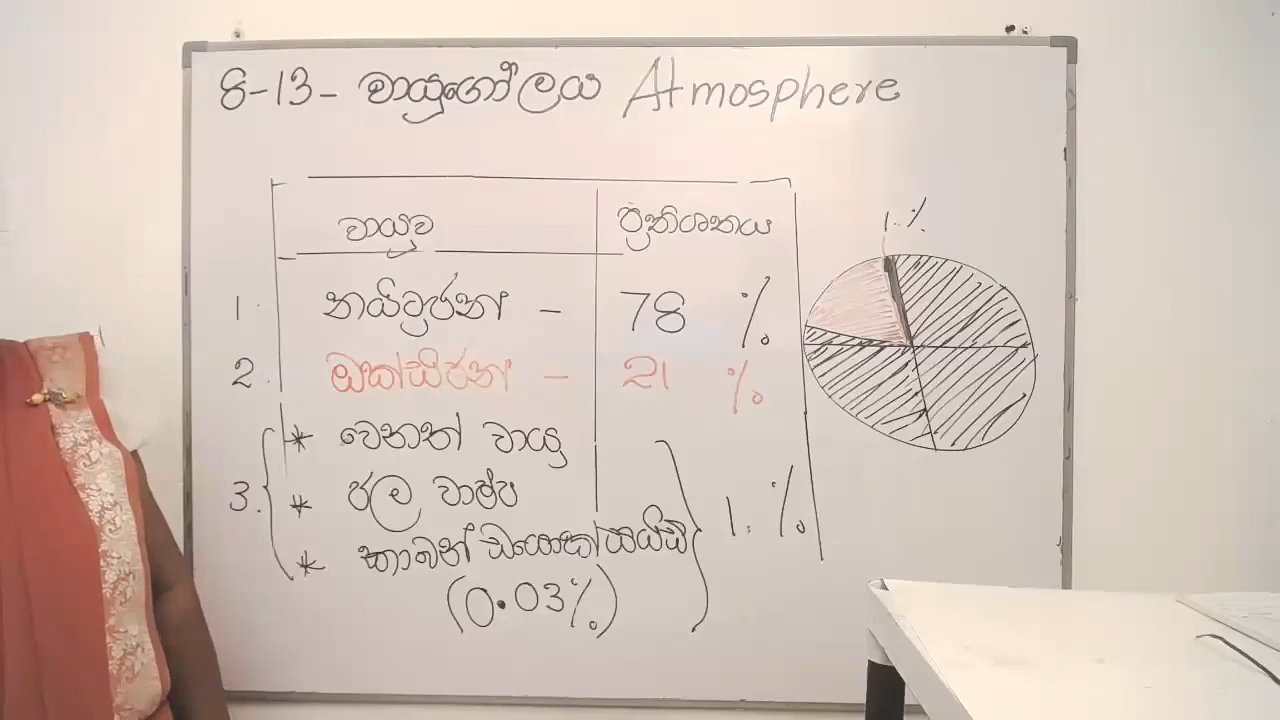 8-13- වායුගෝලය Atmosphere
වායුව ප්‍රතිශතය
1. නයිට්‍රජන් - 78 %
2. ඔක්සිජන් - 21 %
* වෙනත් වායු
3. * ජල වාෂ්ප 1. %
* කාබන් ඩයොක්සයිඩ්
(0.03%)
1. %